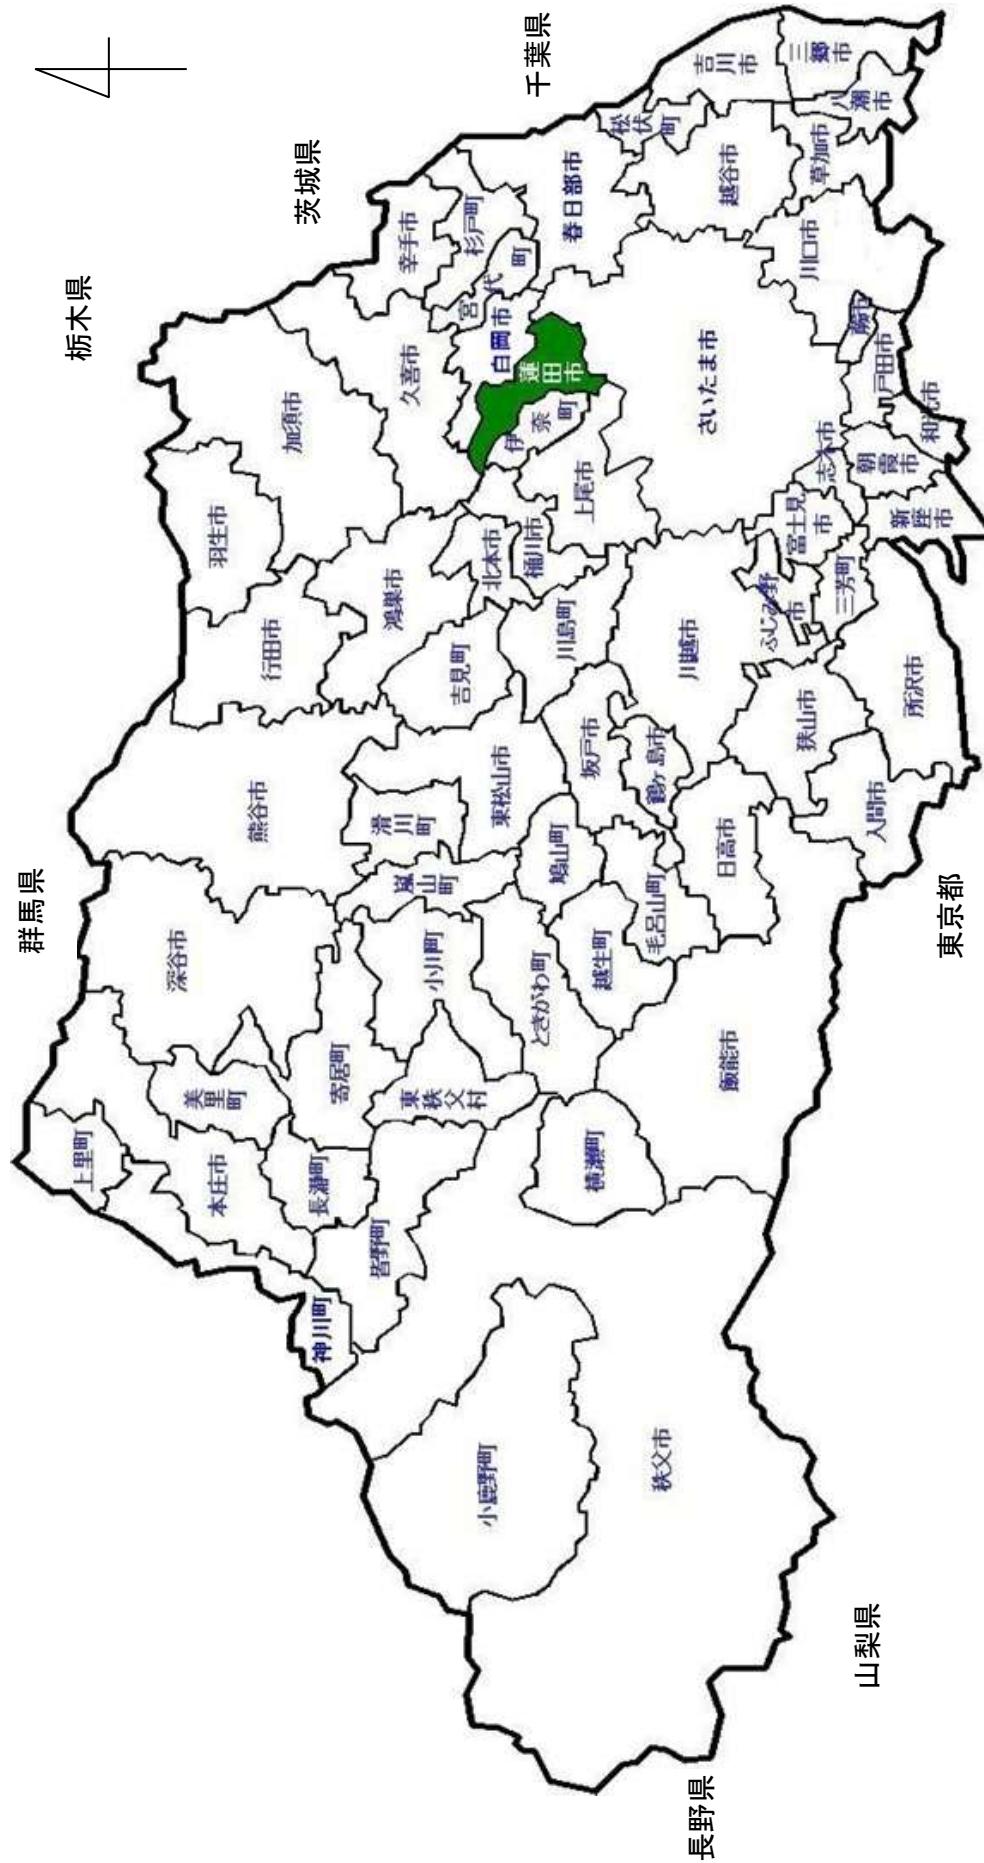 群馬県
栃木県
茨城県
千葉県
東京都
山梨県
長野県
上里町
本庄市
神川町
美里町
深谷市
熊谷市
行田市
羽生市
加須市
長瀞町
皆野町
寄居町
小川町
東秩父村
嵐山町
滑川町
東松山市
吉見町
鴻巣市
北本市
桶川市
久喜市
幸手市
杉戸町
宮代町
白岡市
蓮田市
伊奈町
上尾市
春日部市
松伏町
吉川市
三郷市
八潮市
草加市
越谷市
さいたま市
川口市
蕨市
戸田市
和光市
朝霞市
志木市
新座市
富士見市
ふじみ野市
三芳町
川越市
川島町
坂戸市
鶴ヶ島市
鳩山町
毛呂山町
越生町
ときがわ町
日高市
狭山市
所沢市
入間市
飯能市
横瀬町
小鹿野町
秩父市